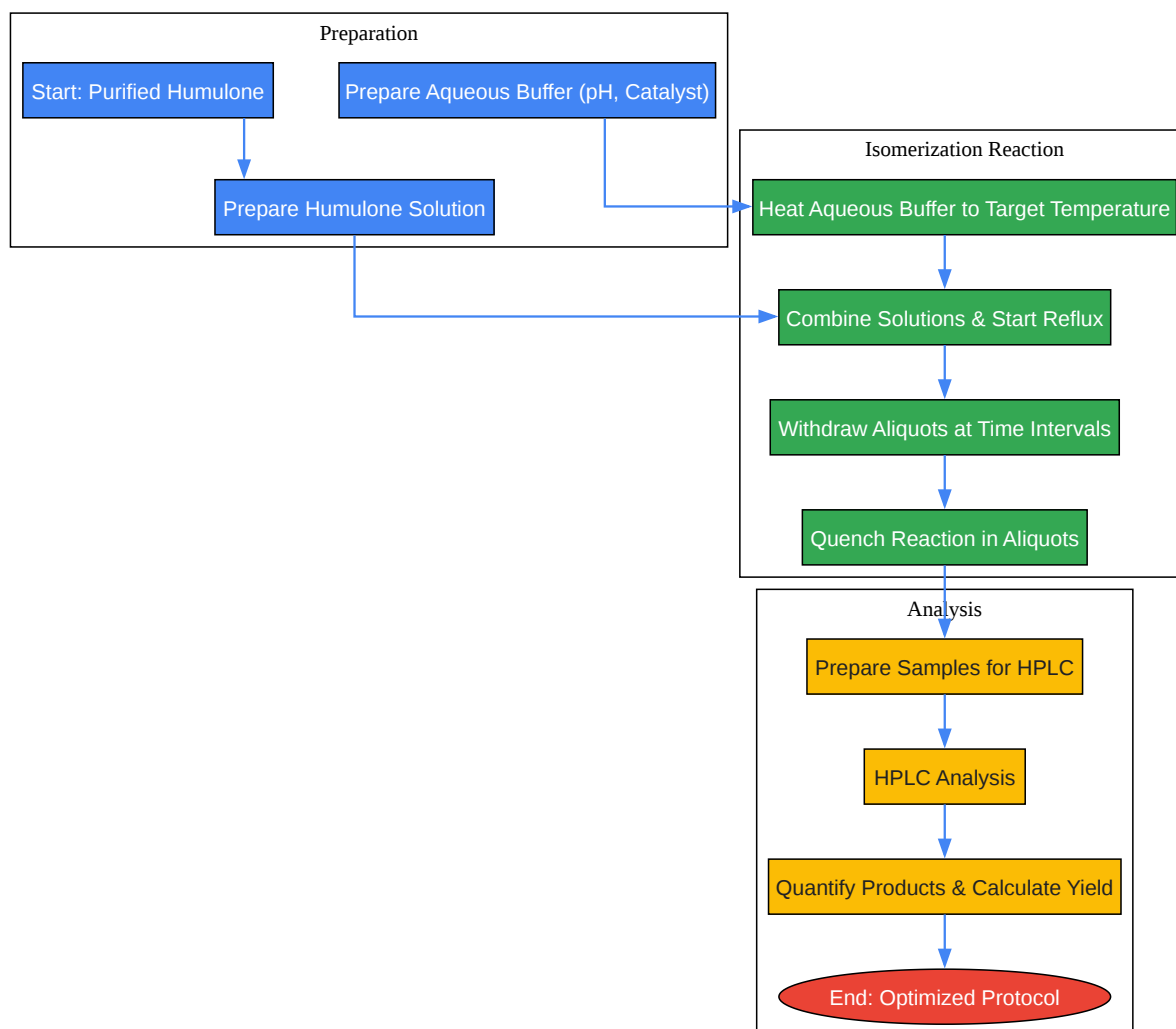 Preparation
Start: Purified Humulone
Prepare Aqueous Buffer (pH, Catalyst)
Prepare Humulone Solution
Isomerization Reaction
Heat Aqueous Buffer to Target Temperature
Combine Solutions & Start Reflux
Withdraw Aliquots at Time Intervals
Quench Reaction in Aliquots
Analysis
Prepare Samples for HPLC
HPLC Analysis
Quantify Products & Calculate Yield
End: Optimized Protocol